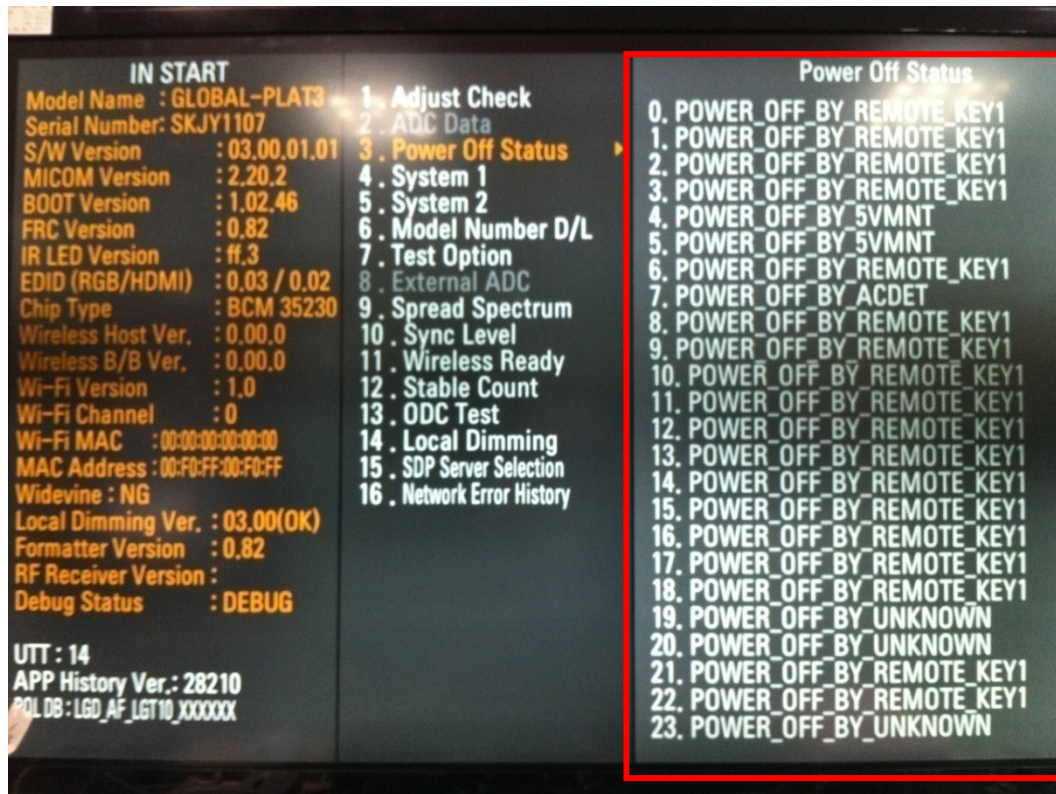 IN START
Model Name : GLOBAL-PLAT3
Serial Number: SKJY1107
S/W Version : 03.00.01.01
MICOM Version : 2.20.2
BOOT Version : 1.02.46
FRC Version : 0.82
IR LED Version : ff.3
EDID (RGB/HDMI) : 0.03 / 0.02
Chip Type : BCM 35230
Wireless Host Ver. : 0.00.0
Wireless B/B Ver. : 0.00.0
Wi-Fi Version : 1.0
Wi-Fi Channel : 0
Wi-Fi MAC : 00:00:00:00:00:00
MAC Address : 00:F0:FF:00:F0:FF
Widevine : NG
Local Dimming Ver. : 03.00(OK)
Formatter Version : 0.82
RF Receiver Version :
Debug Status : DEBUG
UTT : 14
APP History Ver.: 28210
PQL DB : LGD_AF_LGT10_XXXXXX
1 . Adjust Check
2 . ADC Data
3 . Power Off Status
4 . System 1
5 . System 2
6 . Model Number D/L
7 . Test Option
8 . External ADC
9 . Spread Spectrum
10 . Sync Level
11 . Wireless Ready
12 . Stable Count
13 . ODC Test
14 . Local Dimming
15 . SDP Server Selection
16 . Network Error History
Power Off Status
0. POWER_OFF_BY_REMOTE_KEY1
1. POWER_OFF_BY_REMOTE_KEY1
2. POWER_OFF_BY_REMOTE_KEY1
3. POWER_OFF_BY_REMOTE_KEY1
4. POWER_OFF_BY_5VMNT
5. POWER_OFF_BY_5VMNT
6. POWER_OFF_BY_REMOTE_KEY1
7. POWER_OFF_BY_ACDET
8. POWER_OFF_BY_REMOTE_KEY1
9. POWER_OFF_BY_REMOTE_KEY1
10. POWER_OFF_BY_REMOTE_KEY1
11. POWER_OFF_BY_REMOTE_KEY1
12. POWER_OFF_BY_REMOTE_KEY1
13. POWER_OFF_BY_REMOTE_KEY1
14. POWER_OFF_BY_REMOTE_KEY1
15. POWER_OFF_BY_REMOTE_KEY1
16. POWER_OFF_BY_REMOTE_KEY1
17. POWER_OFF_BY_REMOTE_KEY1
18. POWER_OFF_BY_REMOTE_KEY1
19. POWER_OFF_BY_UNKNOWN
20. POWER_OFF_BY_UNKNOWN
21. POWER_OFF_BY_REMOTE_KEY1
22. POWER_OFF_BY_REMOTE_KEY1
23. POWER_OFF_BY_UNKNOWN